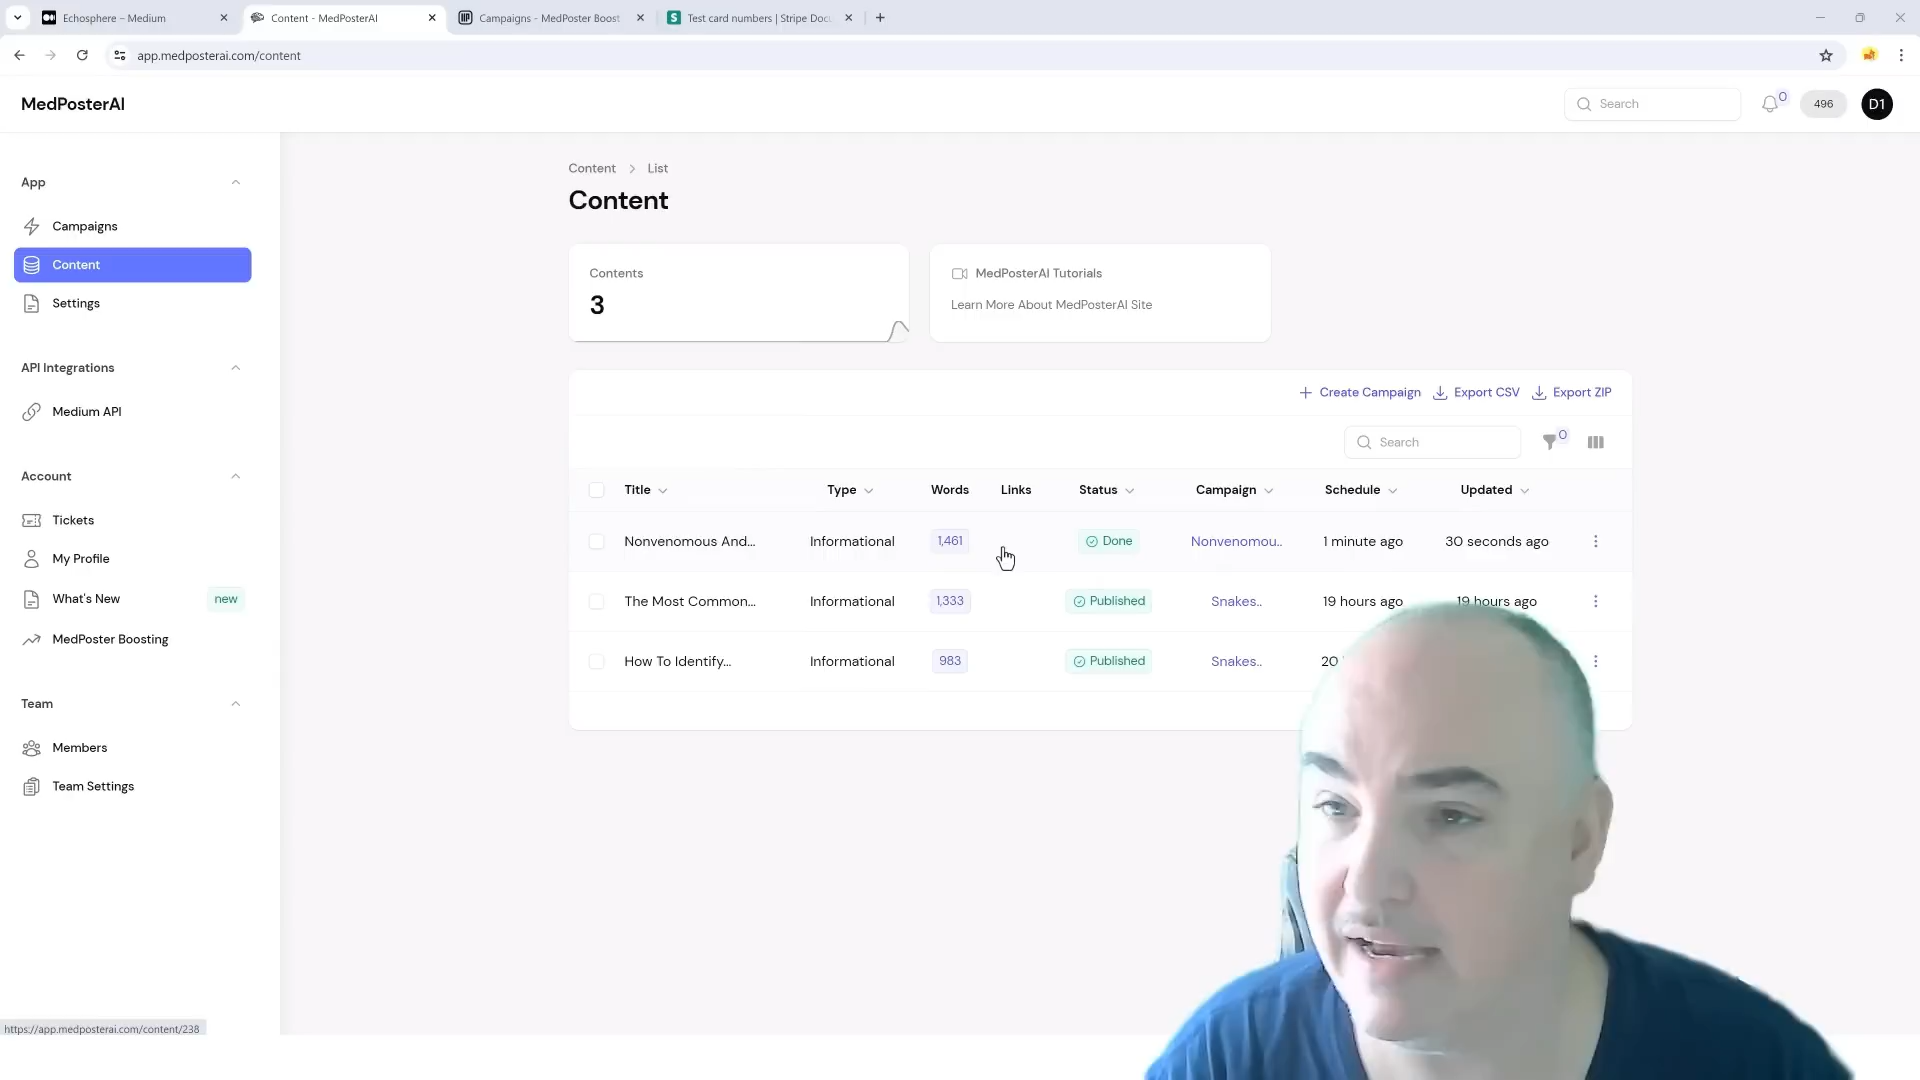 Echosphere – Medium
Content - MedPosterAI
Campaigns - MedPoster Boost
Test card numbers | Stripe Doc
app.medposterai.com/content
MedPosterAI
Search
0
496
D1
App
Campaigns
Content
Settings
API Integrations
Medium API
Account
Tickets
My Profile
What's New
new
MedPoster Boosting
Team
Members
Team Settings
Content > List
Content
Contents
3
MedPosterAI Tutorials
Learn More About MedPosterAI Site
Create Campaign
Export CSV
Export ZIP
Search
0
Title Type Words Links Status Campaign Schedule Updated
Nonvenomous And... Informational 1,461 Done Nonvenomou.. 1 minute ago 30 seconds ago
The Most Common... Informational 1,333 Published Snakes.. 19 hours ago 19 hours ago
How To Identify... Informational 983 Published Snakes.. 20
https://app.medposterai.com/content/238